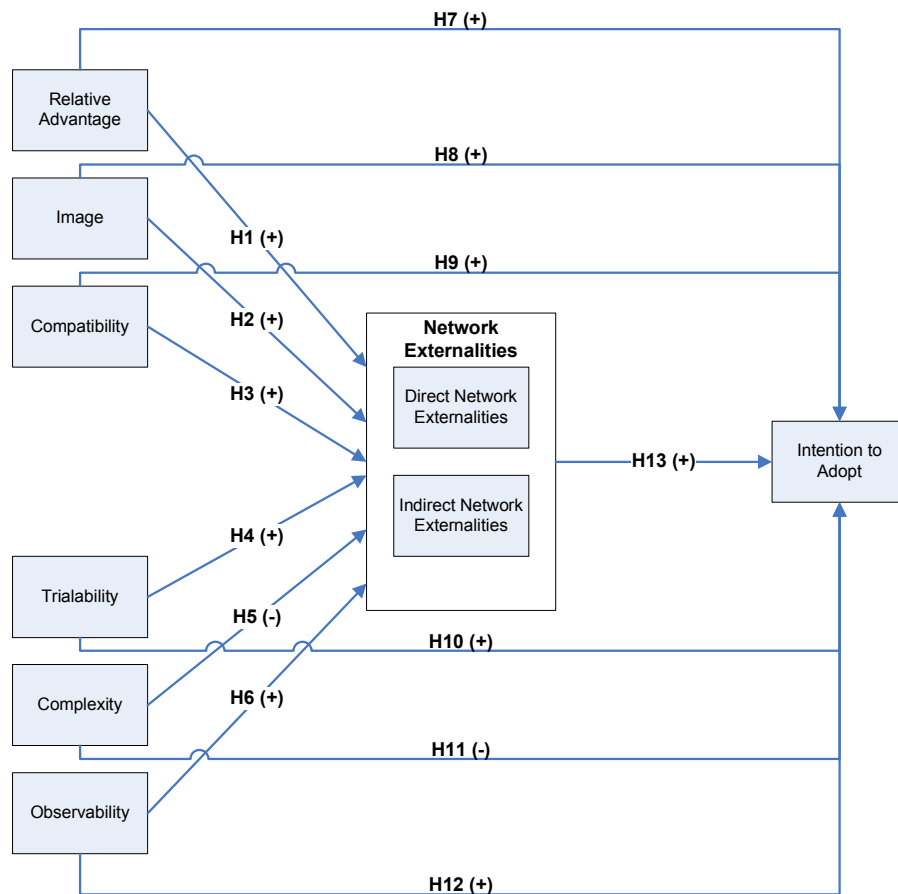 H7 (+)
Relative
Advantage
H8 (+)
Image
H1 (+)
H9 (+)
Compatibility
H2 (+)
Network
Externalities
H3 (+)
Direct Network
Externalities
H13 (+)
Intention to
Adopt
Indirect Network
Externalities
H4 (+)
Trialability
H5 (-)
H10 (+)
Complexity
H6 (+)
H11 (-)
Observability
H12 (+)